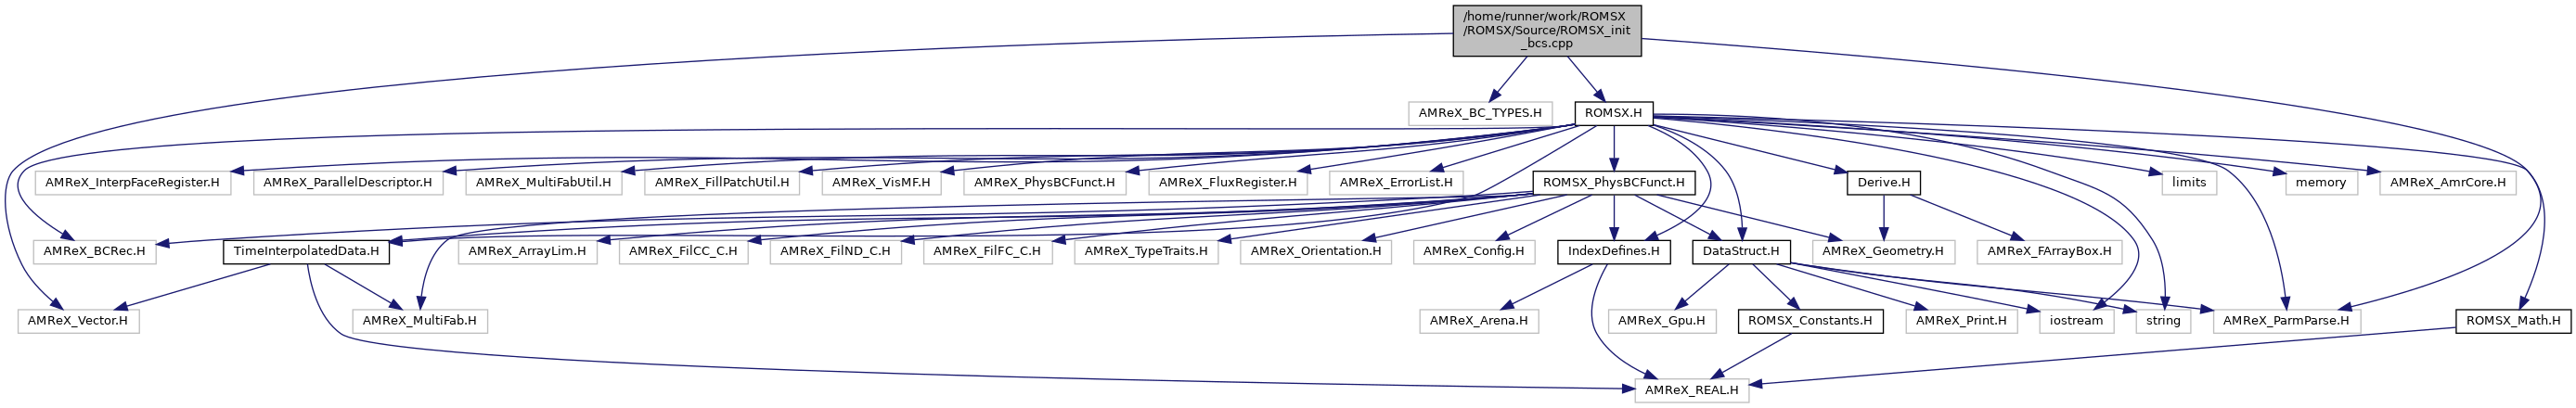 /home/runner/work/ROMSX
/ROMSX/Source/ROMSX_init
_bcs.cpp
AMReX_BC_TYPES.H
ROMSX.H
AMReX_InterpFaceRegister.H
AMReX_ParallelDescriptor.H
AMReX_MultiFabUtil.H
AMReX_FillPatchUtil.H
AMReX_VisMF.H
AMReX_PhysBCFunct.H
AMReX_FluxRegister.H
AMReX_ErrorList.H
ROMSX_PhysBCFunct.H
Derive.H
limits
memory
AMReX_AmrCore.H
AMReX_BCRec.H
TimeInterpolatedData.H
AMReX_ArrayLim.H
AMReX_FilCC_C.H
AMReX_FilND_C.H
AMReX_FilFC_C.H
AMReX_TypeTraits.H
AMReX_Orientation.H
AMReX_Config.H
IndexDefines.H
DataStruct.H
AMReX_Geometry.H
AMReX_FArrayBox.H
AMReX_Vector.H
AMReX_MultiFab.H
AMReX_Arena.H
AMReX_Gpu.H
ROMSX_Constants.H
AMReX_Print.H
iostream
string
AMReX_ParmParse.H
ROMSX_Math.H
AMReX_REAL.H